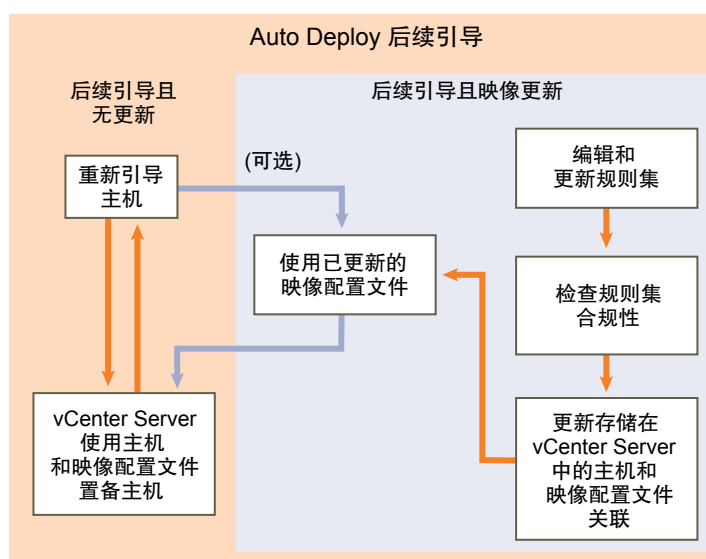 Auto Deploy 后续引导
后续引导且
无更新
后续引导且映像更新
重新引导
主机
(可选)
编辑和
更新规则集
使用已更新的
映像配置文件
检查规则集
合规性
vCenter Server
使用主机
和映像配置文件
置备主机
更新存储在
vCenter Server
中的主机和
映像配置文件
关联